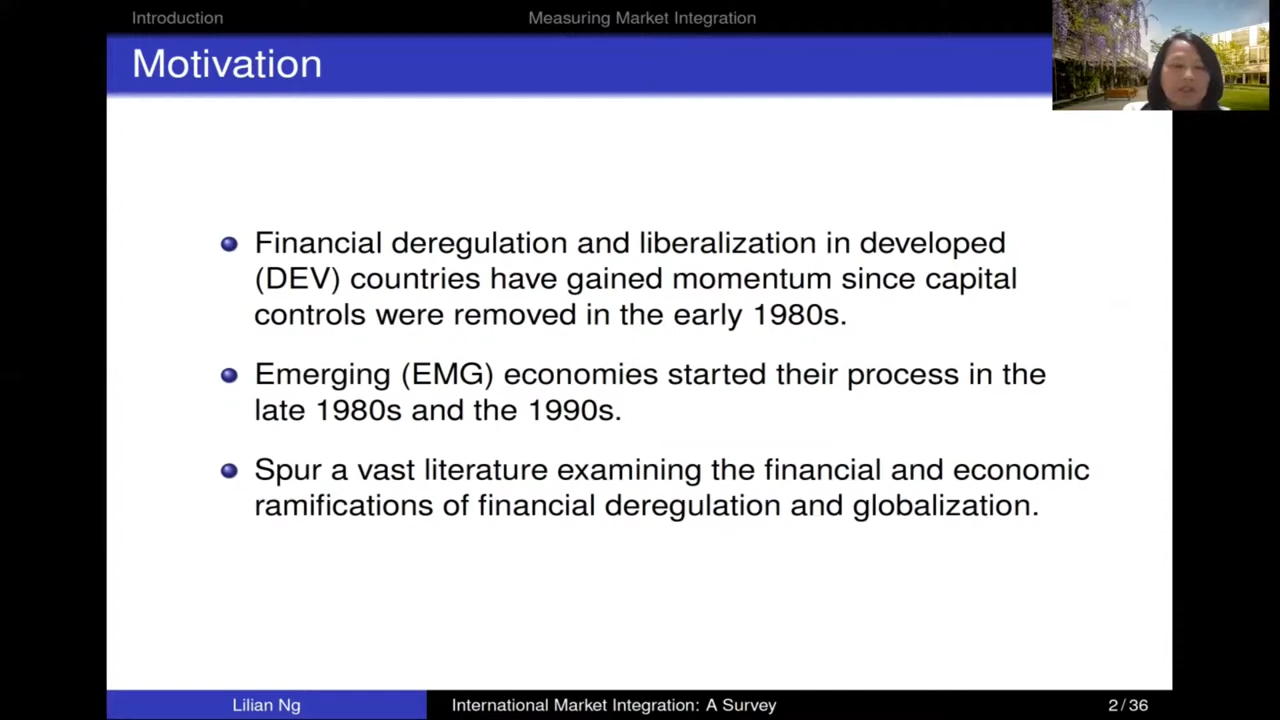 Introduction
Measuring Market Integration
Motivation
Financial deregulation and liberalization in developed
(DEV) countries have gained momentum since capital
controls were removed in the early 1980s.
Emerging (EMG) economies started their process in the
late 1980s and the 1990s.
Spur a vast literature examining the financial and economic
ramifications of financial deregulation and globalization.
Lilian Ng
International Market Integration: A Survey
2 / 36